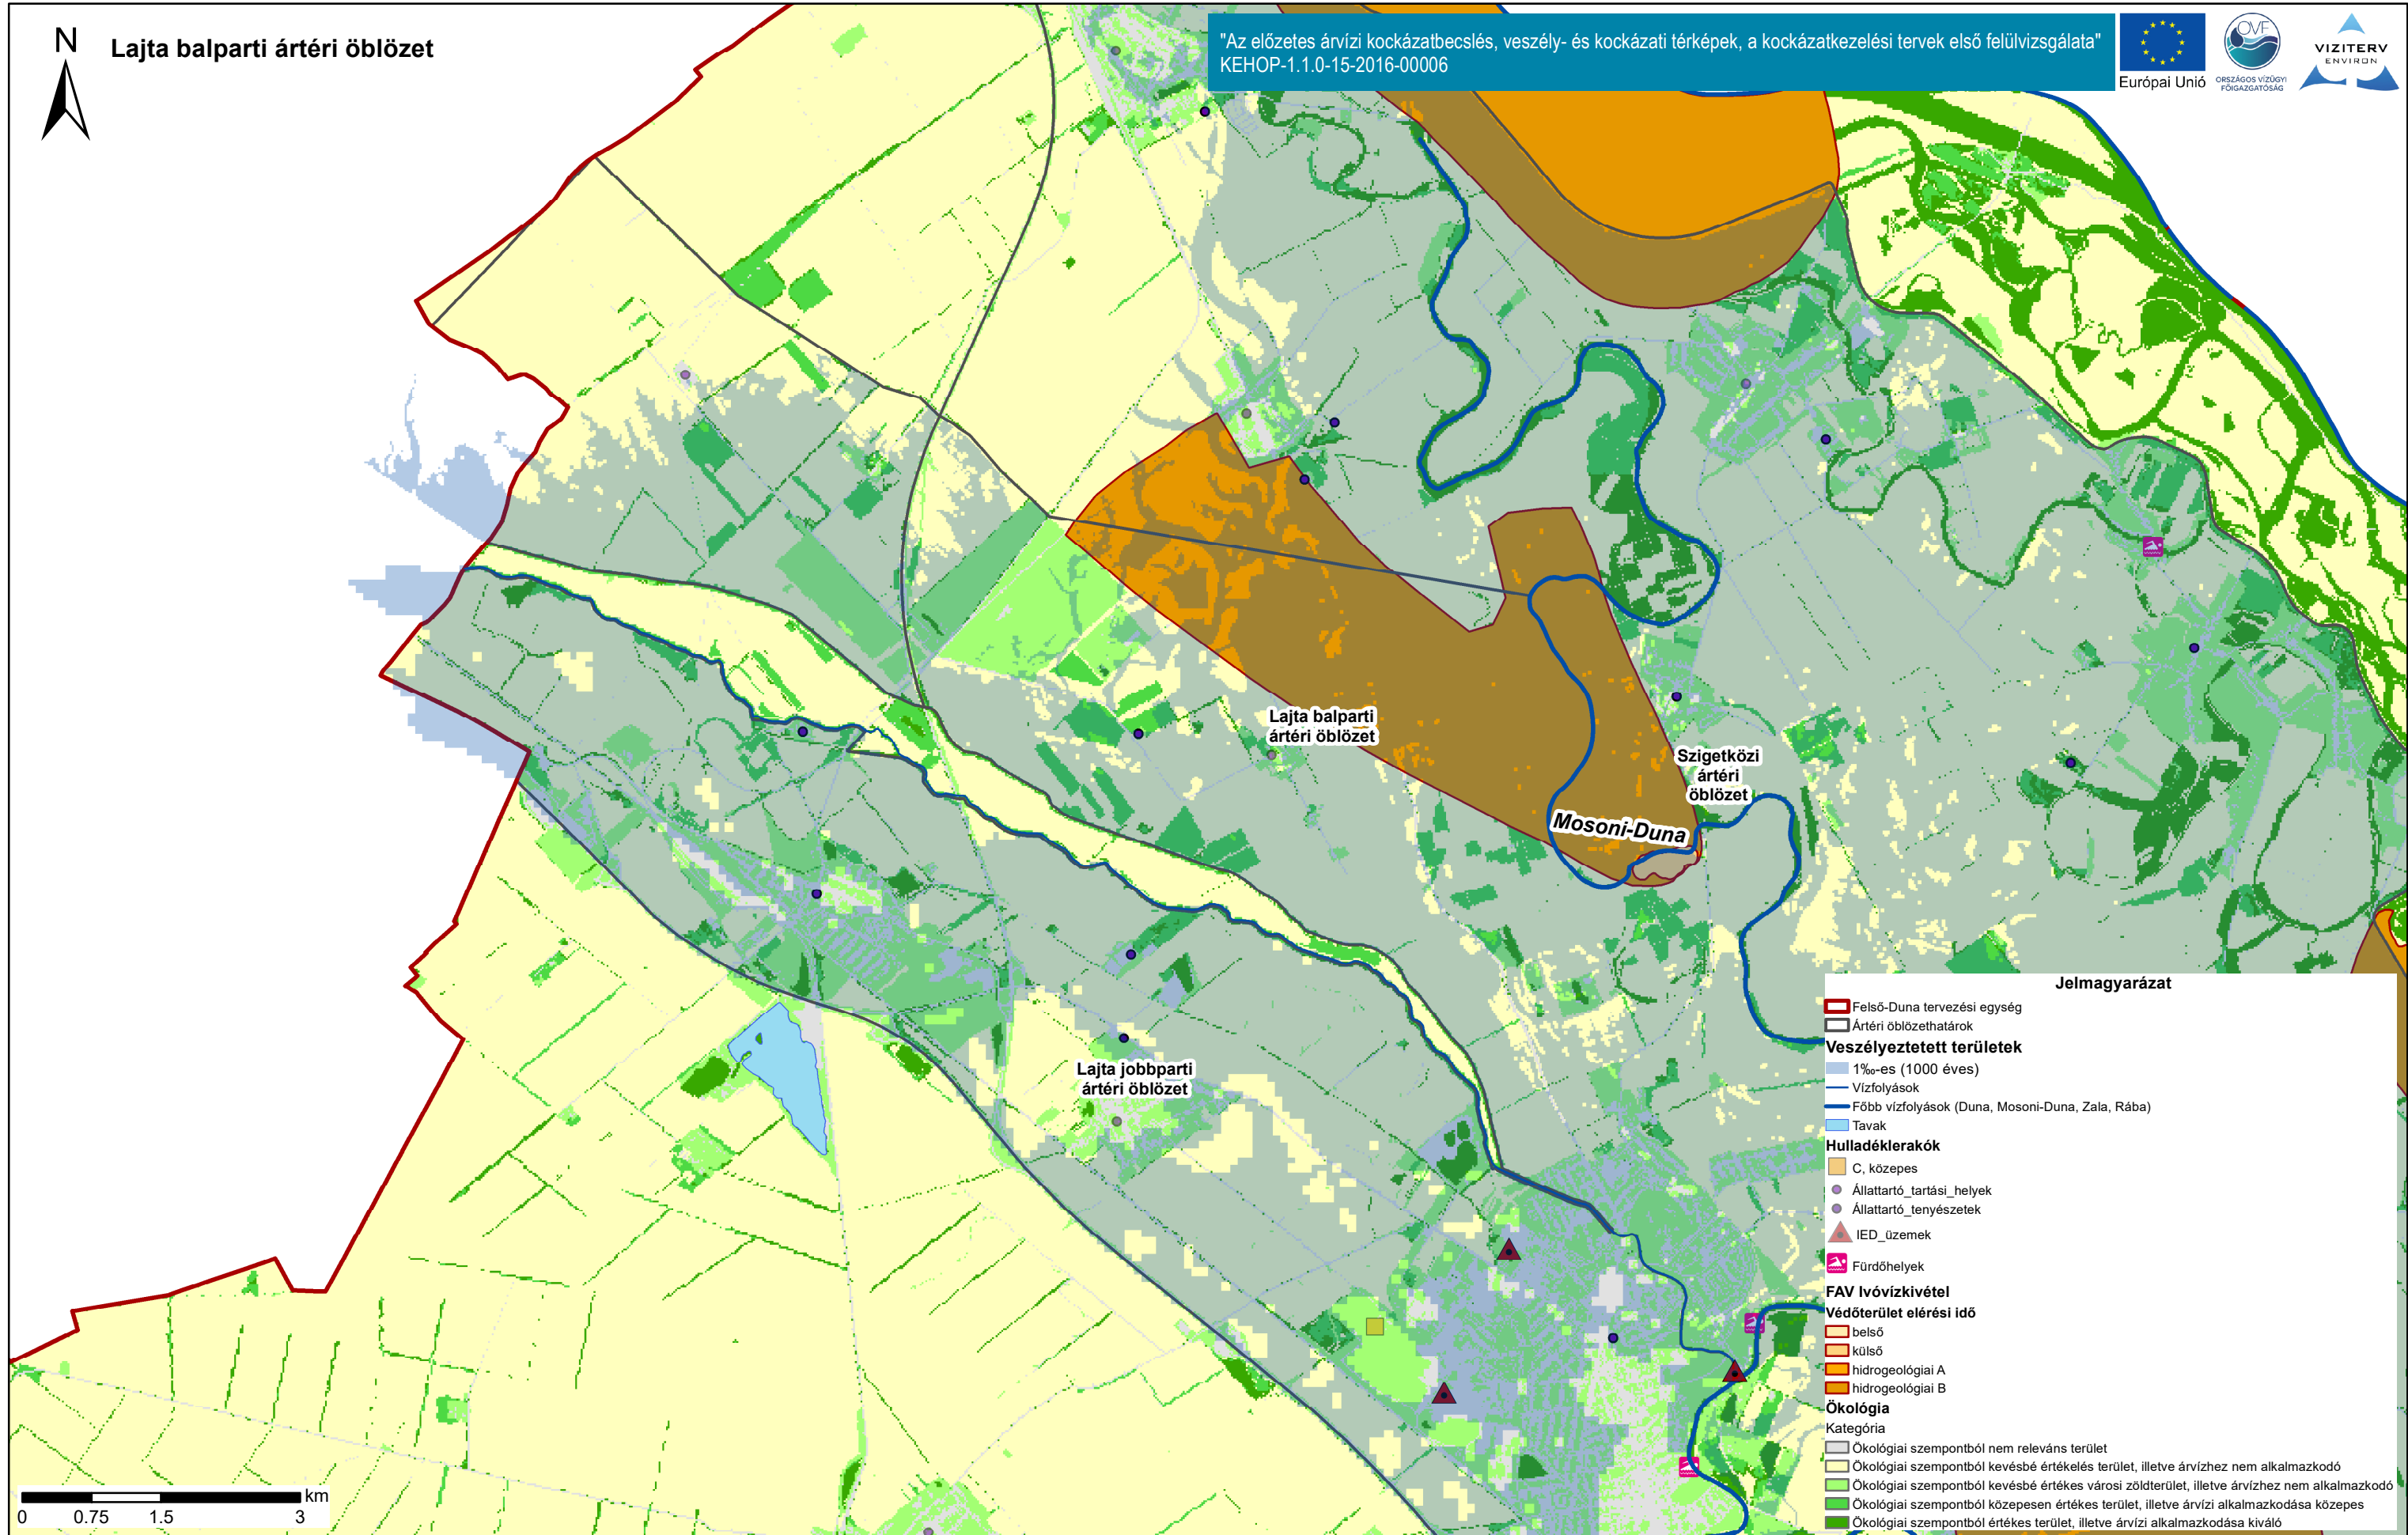 N
Lajta balparti ártéri öblözet
"Az előzetes árvízi kockázatbecslés, veszély- és kockázati térképek, a kockázatkezelési tervek első felülvizsgálata"
KEHOP-1.1.0-15-2016-00006
Európai Unió
OVF
ORSZÁGOS VÍZÜGYI
FŐIGAZGATÓSÁG
VIZITERV
ENVIRON
Lajta balparti
ártéri öblözet
Szigetközi
ártéri
öblözet
Mosoni-Duna
Lajta jobbparti
ártéri öblözet
Jelmagyarázat
Felső-Duna tervezési egység
Ártéri öblözethatárok
Veszélyeztetett területek
1‰-es (1000 éves)
Vízfolyások
Főbb vízfolyások (Duna, Mosoni-Duna, Zala, Rába)
Tavak
Hulladéklerakók
C, közepes
Állattartó_tartási_helyek
Állattartó_tenyészetek
IED_üzemek
Fürdőhelyek
FAV Ivóvízkivétel
Védőterület elérési idő
belső
külső
hidrogeológiai A
hidrogeológiai B
Ökológia
Kategória
Ökológiai szempontból nem releváns terület
Ökológiai szempontból kevésbé értékelés terület, illetve árvízhez nem alkalmazkodó
Ökológiai szempontból kevésbé értékes városi zöldterület, illetve árvízhez nem alkalmazkodó
Ökológiai szempontból közepesen értékes terület, illetve árvízi alkalmazkodása közepes
Ökológiai szempontból értékes terület, illetve árvízi alkalmazkodása kiváló
km
0 0.75 1.5 3